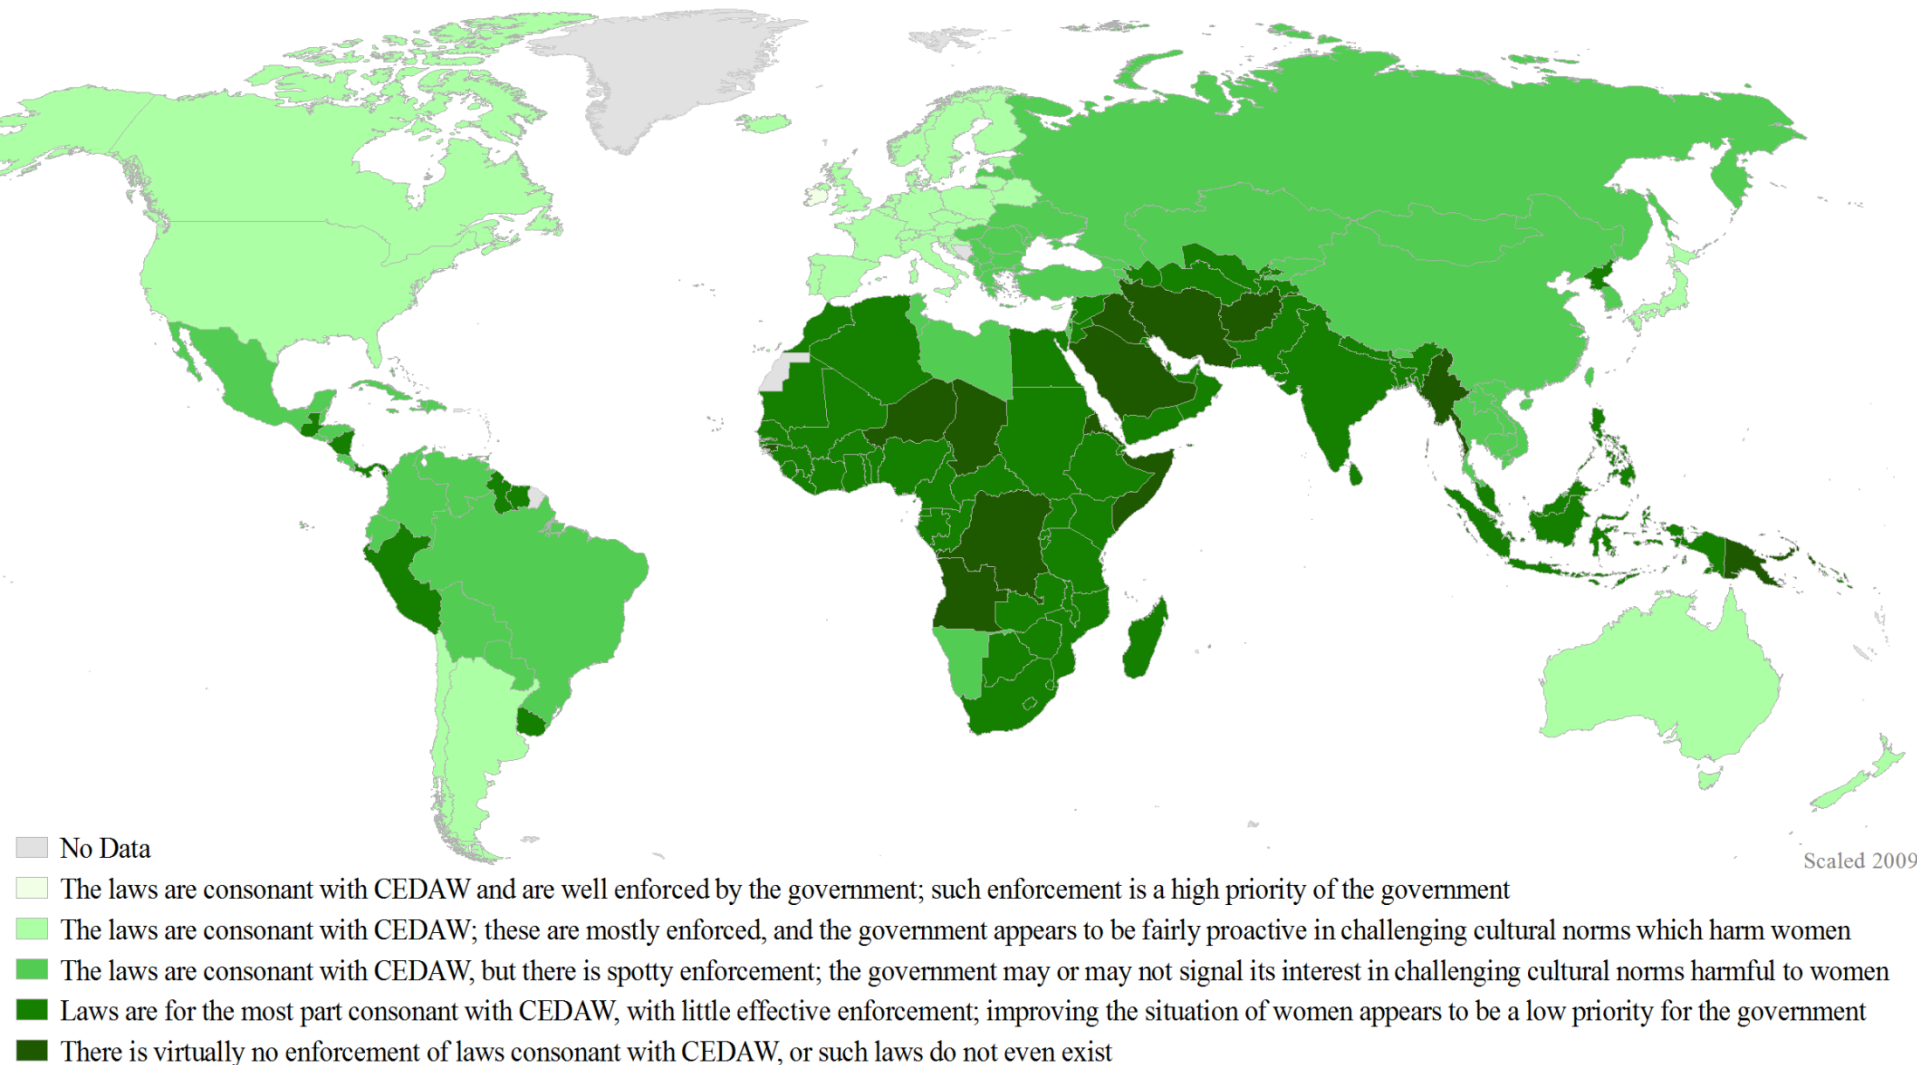 Scaled 2009
No Data
The laws are consonant with CEDAW and are well enforced by the government; such enforcement is a high priority of the government
The laws are consonant with CEDAW; these are mostly enforced, and the government appears to be fairly proactive in challenging cultural norms which harm women
The laws are consonant with CEDAW, but there is spotty enforcement; the government may or may not signal its interest in challenging cultural norms harmful to women
Laws are for the most part consonant with CEDAW, with little effective enforcement; improving the situation of women appears to be a low priority for the government
There is virtually no enforcement of laws consonant with CEDAW, or such laws do not even exist